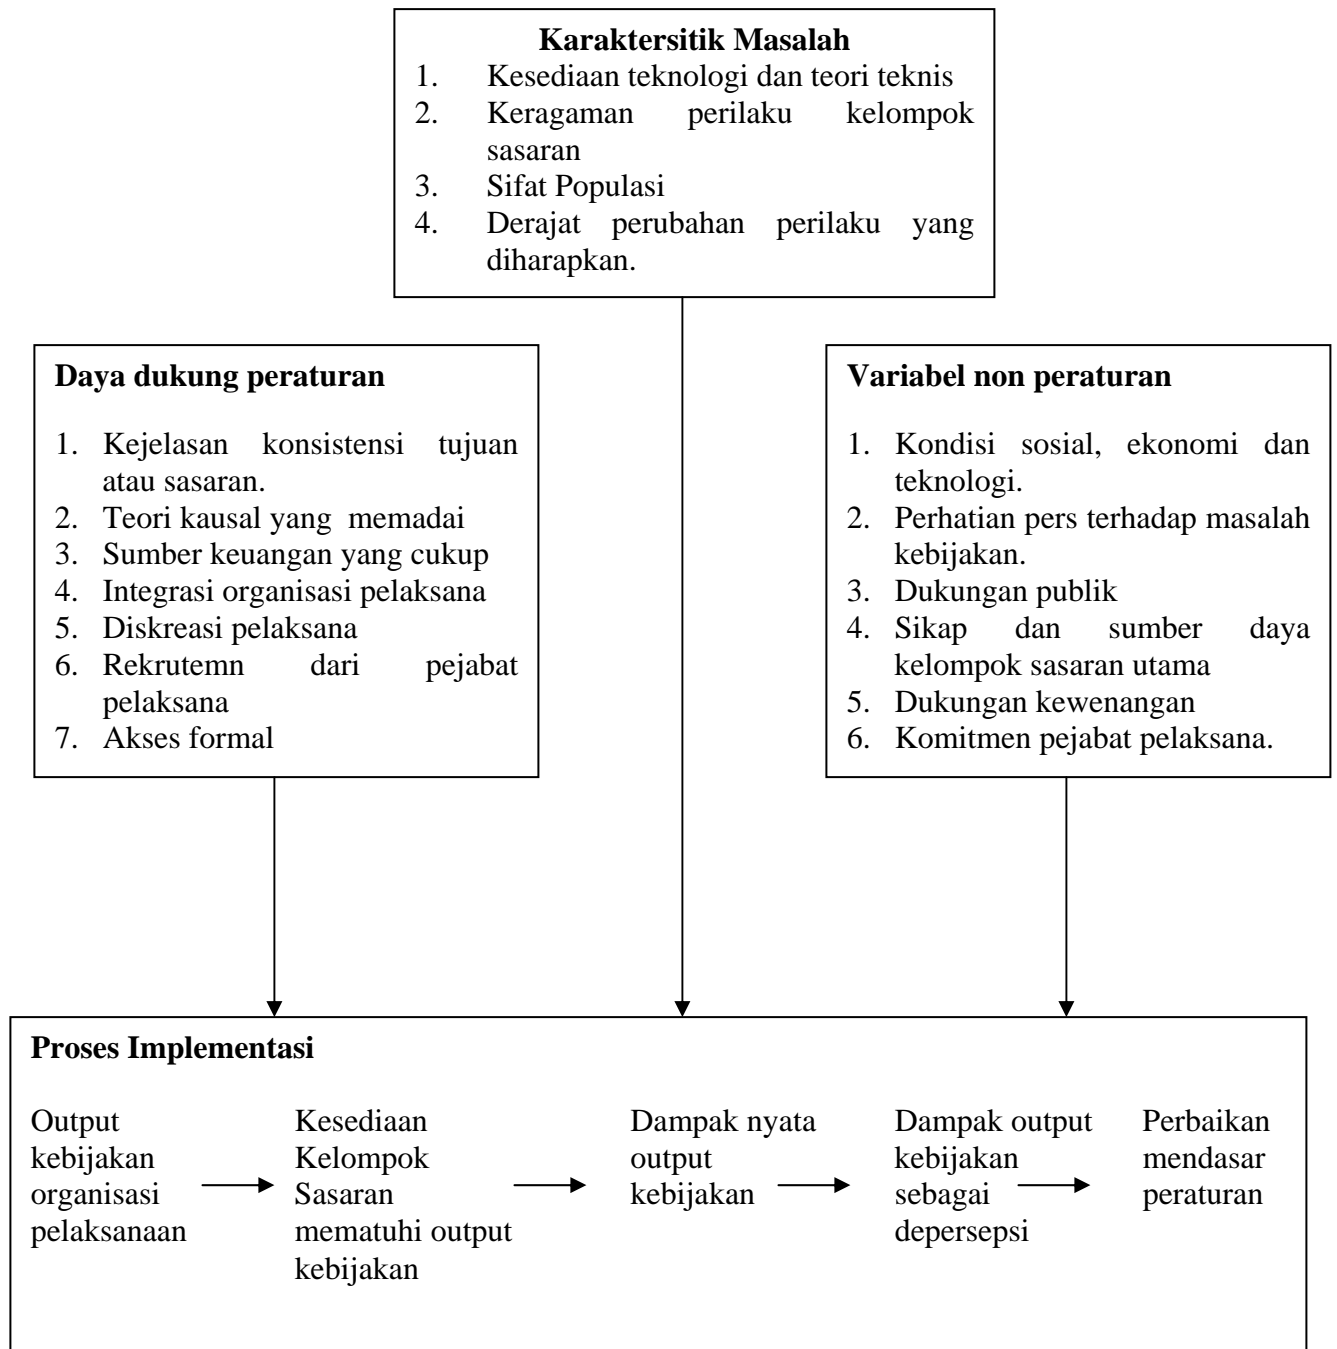 Karaktersitik Masalah
1. Kesediaan teknologi dan teori teknis
2. Keragaman perilaku kelompok
sasaran
3. Sifat Populasi
4. Derajat perubahan perilaku yang
diharapkan.
Daya dukung peraturan
1. Kejelasan konsistensi tujuan
atau sasaran.
2. Teori kausal yang memadai
3. Sumber keuangan yang cukup
4. Integrasi organisasi pelaksana
5. Diskreasi pelaksana
6. Rekrutemn dari pejabat
pelaksana
7. Akses formal
Variabel non peraturan
1. Kondisi sosial, ekonomi dan
teknologi.
2. Perhatian pers terhadap masalah
kebijakan.
3. Dukungan publik
4. Sikap dan sumber daya
kelompok sasaran utama
5. Dukungan kewenangan
6. Komitmen pejabat pelaksana.
Proses Implementasi
Output
kebijakan
organisasi
pelaksanaan
Kesediaan
Kelompok
Sasaran
mematuhi output
kebijakan
Dampak nyata
output
kebijakan
Dampak output
kebijakan
sebagai
depersepsi
Perbaikan
mendasar
peraturan